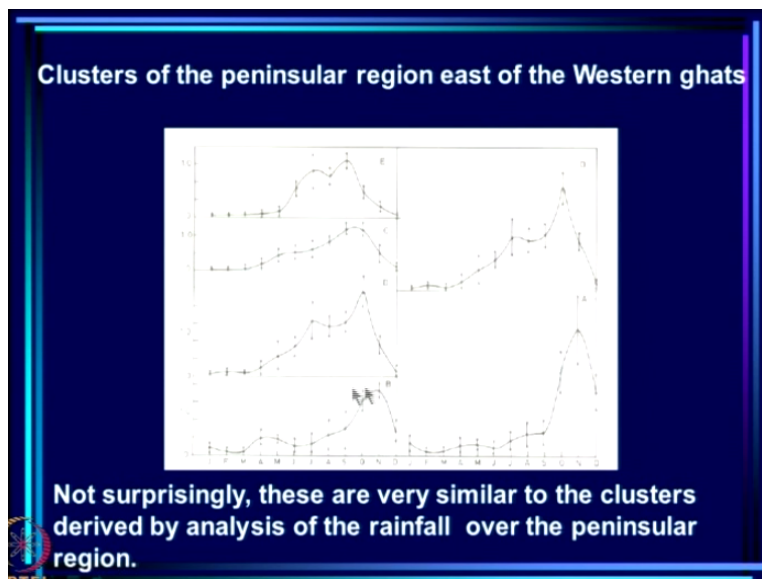 Clusters of the peninsular region east of the Western ghats
E
C
D
B
A
F M A M J J A S O N D
Not surprisingly, these are very similar to the clusters
derived by analysis of the rainfall over the peninsular
region.